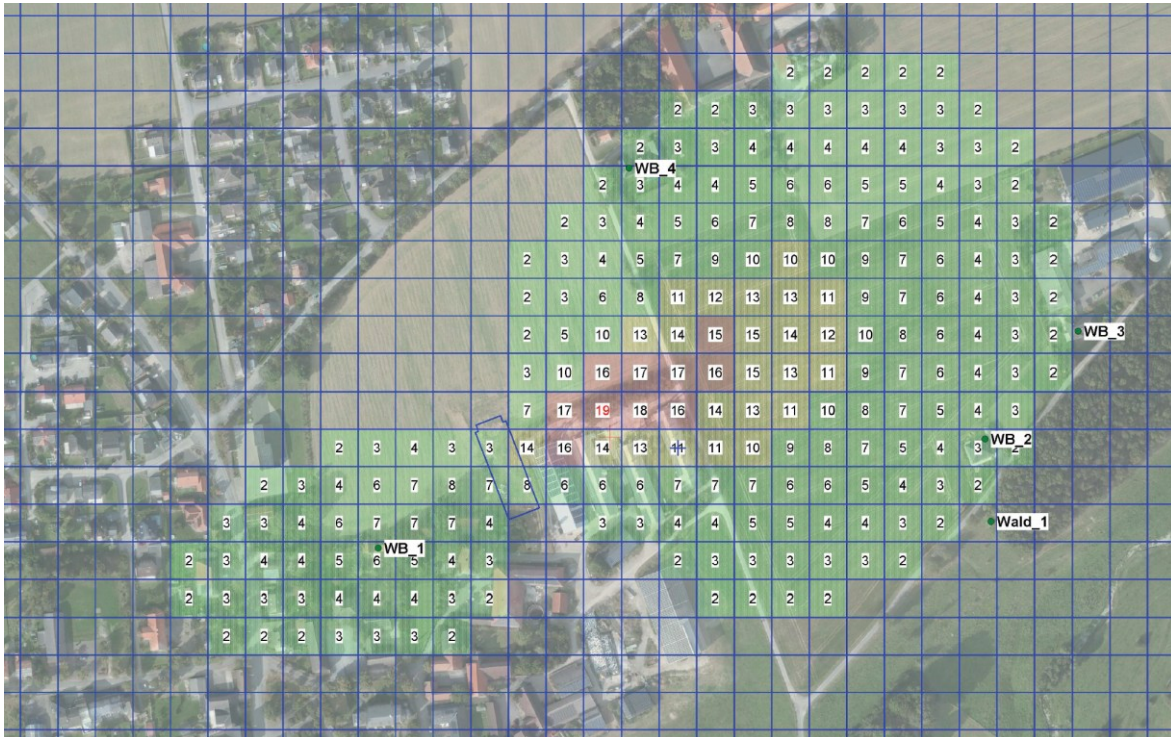 2 2 2 2 2
2 2 3 3 3 3 3 3 2
2 3 3 4 4 4 4 4 3 3 2
WB_4
2 3 4 4 5 6 6 5 5 4 3 2
2 3 4 5 6 7 8 8 7 6 5 4 3 2
2 3 4 5 7 9 10 10 10 9 7 6 4 3 2
2 3 6 8 11 12 13 13 11 9 7 6 4 3 2
2 5 10 13 14 15 15 14 12 10 8 6 4 3 2 WB_3
3 10 16 17 17 16 15 13 11 9 7 6 4 3 2
7 17 19 18 16 14 13 11 10 8 7 5 4 3
2 3 4 3 3 14 16 14 13 11 10 9 8 7 5 4 3 WB_2
2 3 4 6 7 8 7 8 6 6 6 7 7 7 6 6 5 4 3 2
3 3 4 6 7 7 7 4 3 3 4 4 5 5 4 4 3 2 Wald_1
2 3 4 4 5 6 5 4 3 2 3 3 3 3 3 2
WB_1
2 3 3 3 4 4 4 3 2 2 2 2 2
2 2 2 3 3 3 2